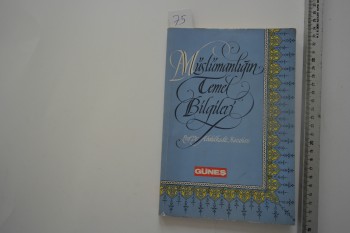 75
Müslümanlığın
Temel
Bilgileri
GÜNEŞ